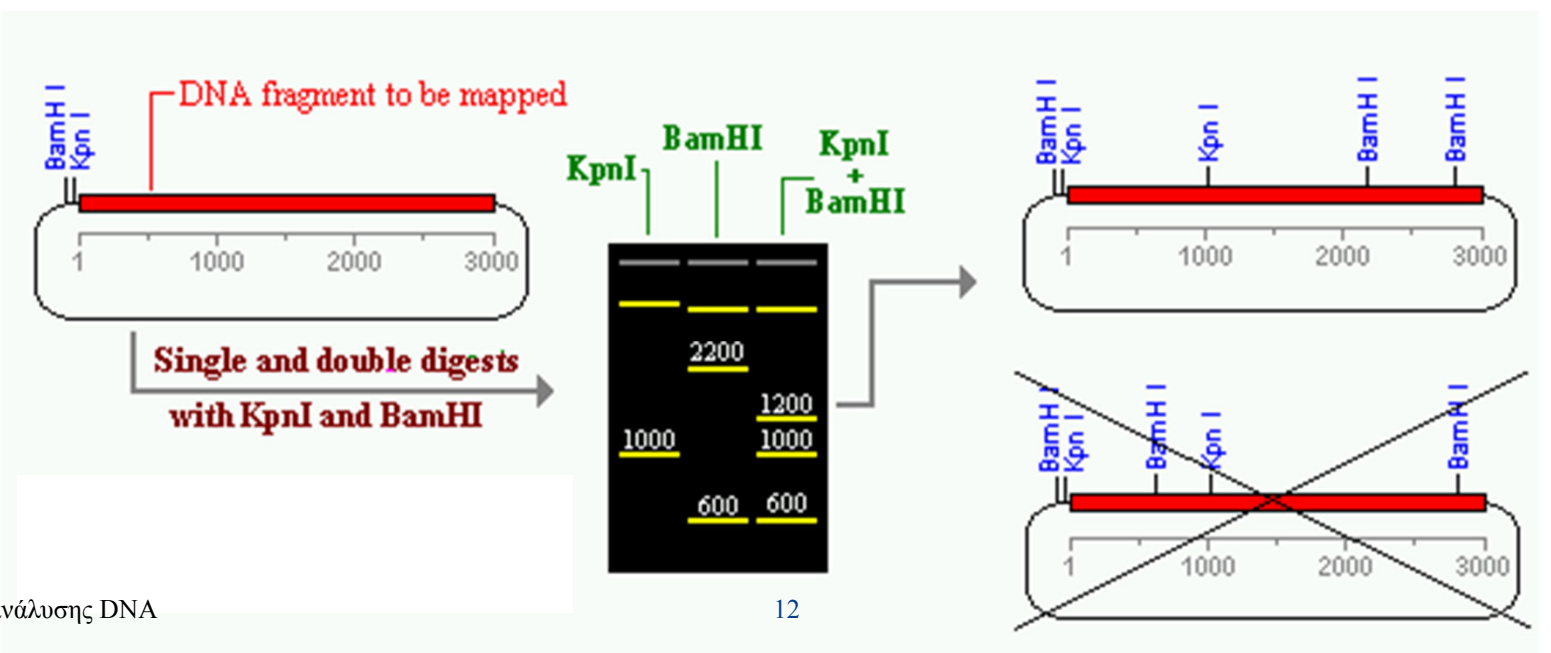 BamH I
Kpn I
DNA fragment to be mapped
1
1000
2000
3000
Single and double digests
with KpnI and BamHI
KpnI
BamHI
KpnI
+
BamHI
2200
1200
1000
1000
600
600
BamH I
Kpn I
Kpn I
BamH I
BamH I
1
1000
2000
3000
BamH I
Kpn I
BamH I
Kpn I
BamH I
1
1000
2000
3000
νάλυσης DNA
12